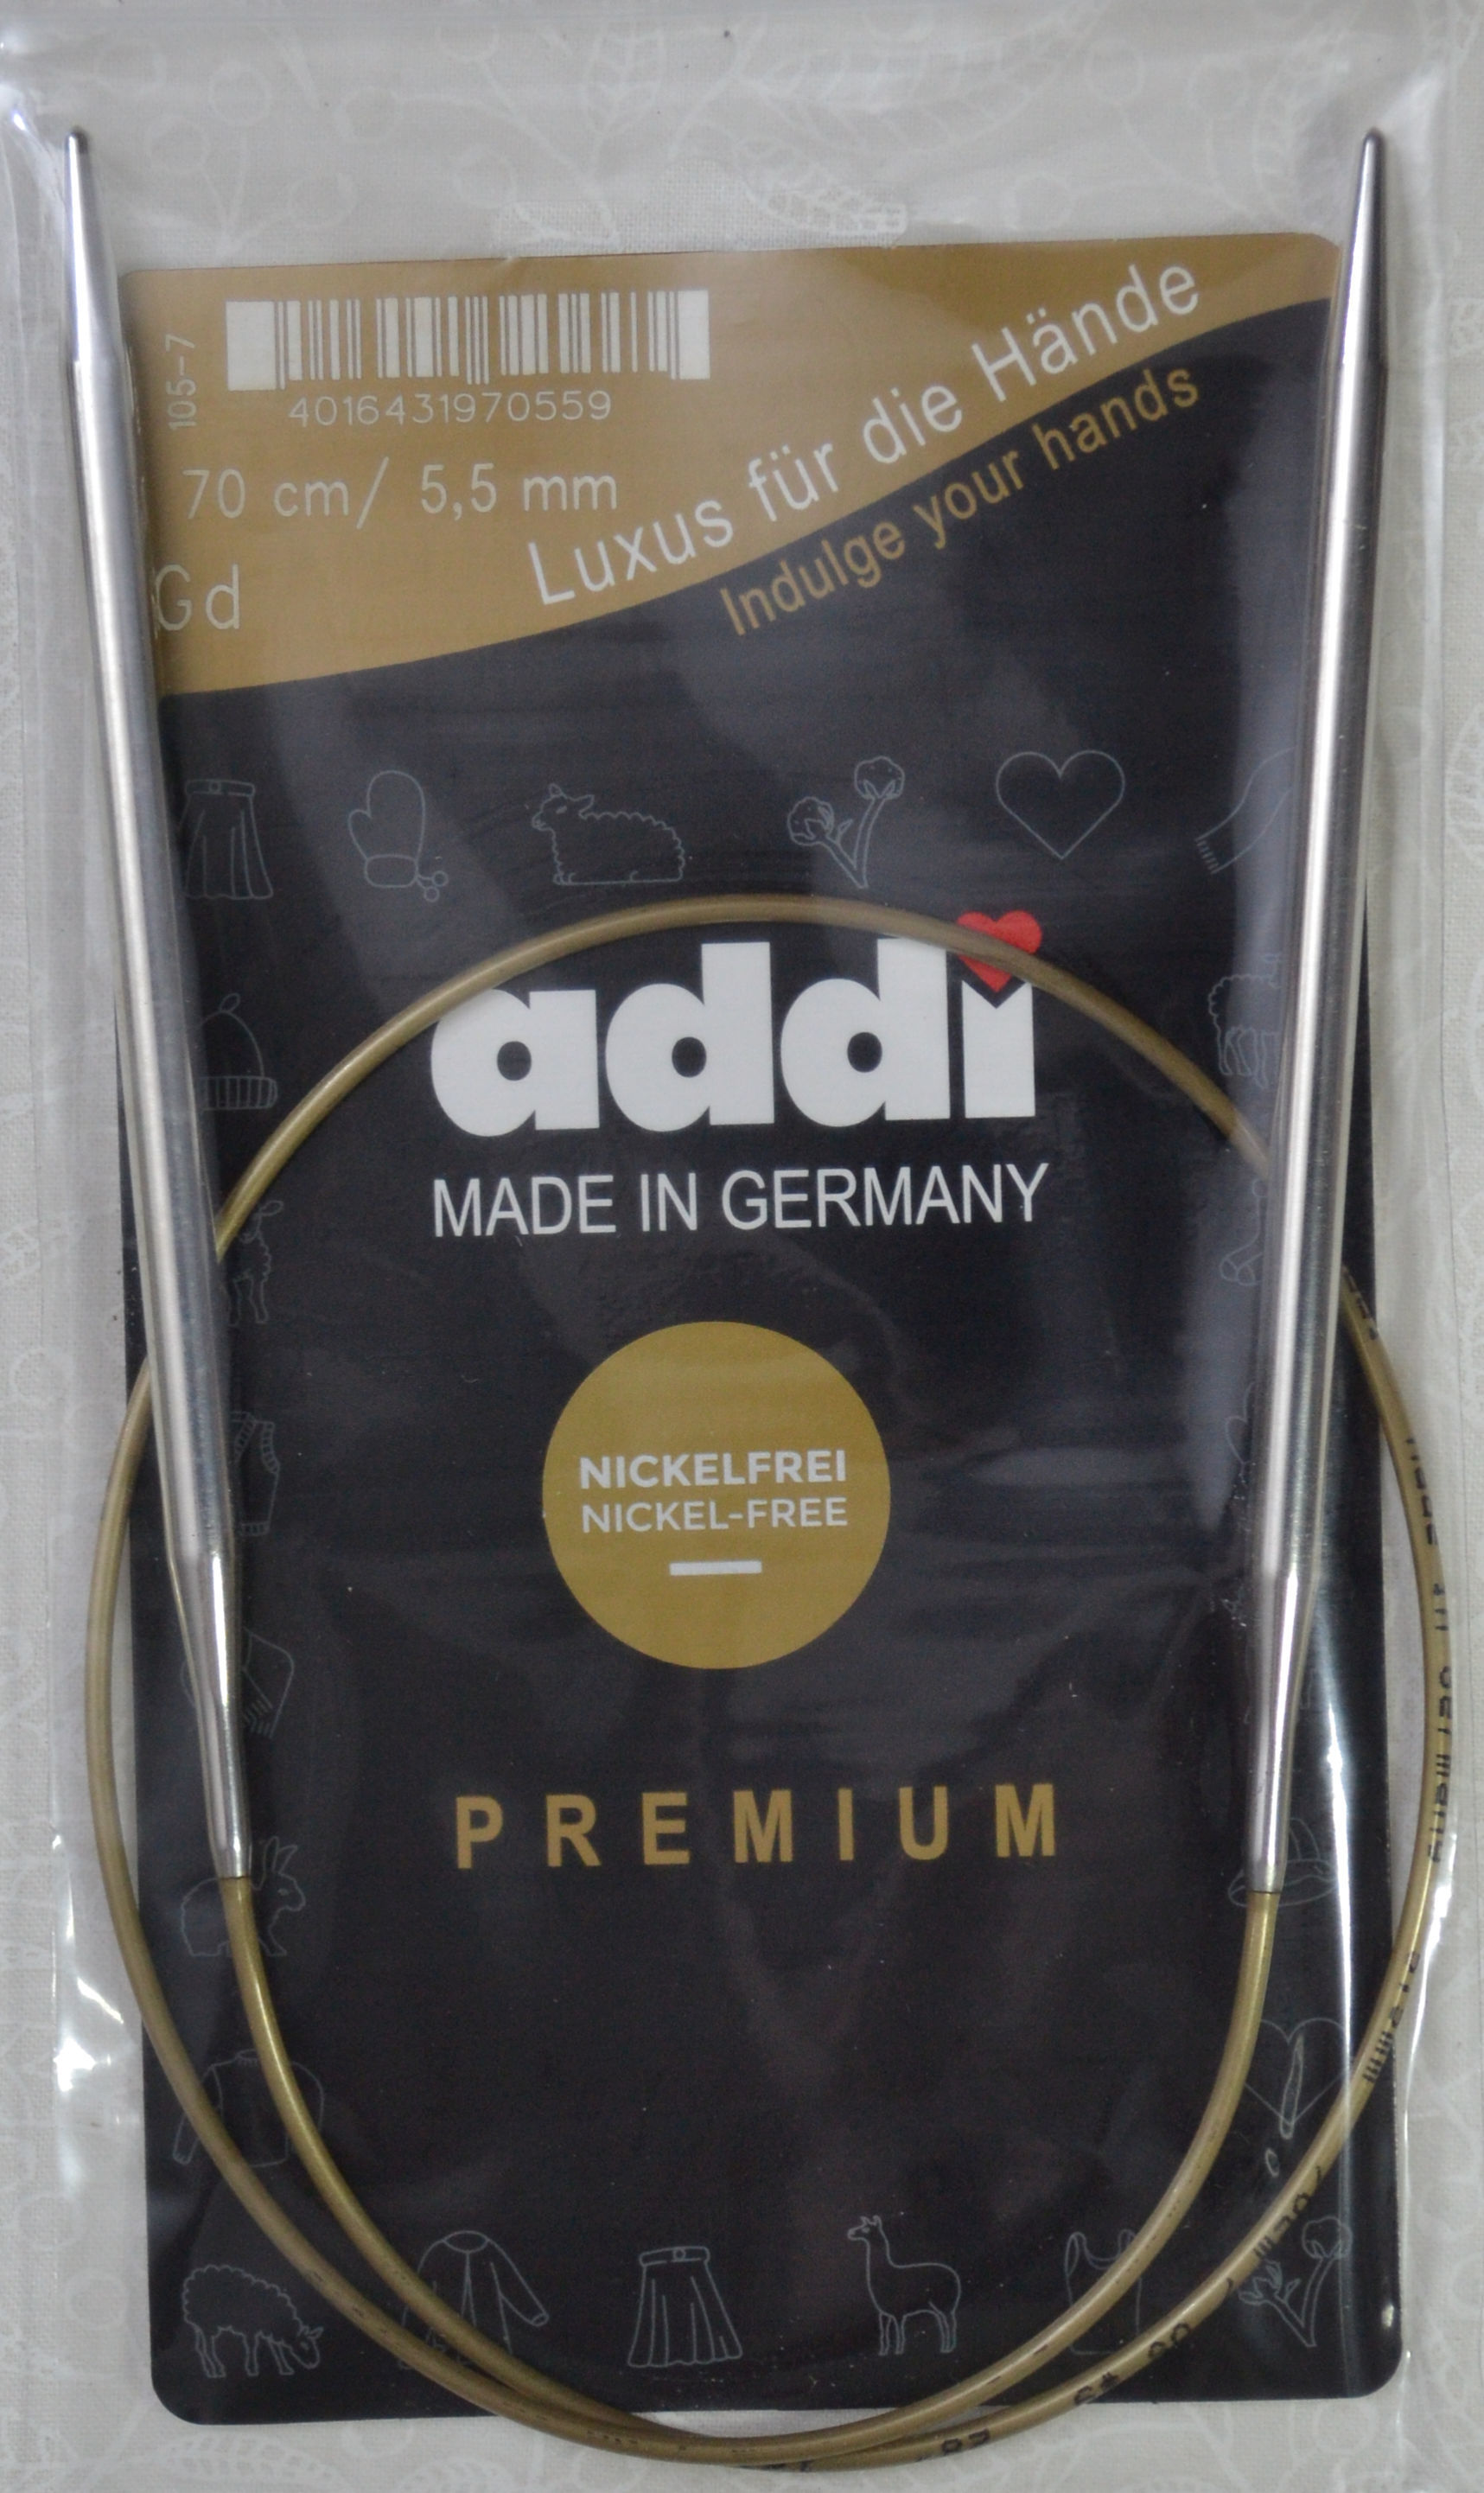 105-7
4016431970559
70 cm/ 5,5 mm
Gd
Luxus für die Hände
Indulge your hands
addi
MADE IN GERMANY
NICKELFREI
NICKEL-FREE
PREMIUM